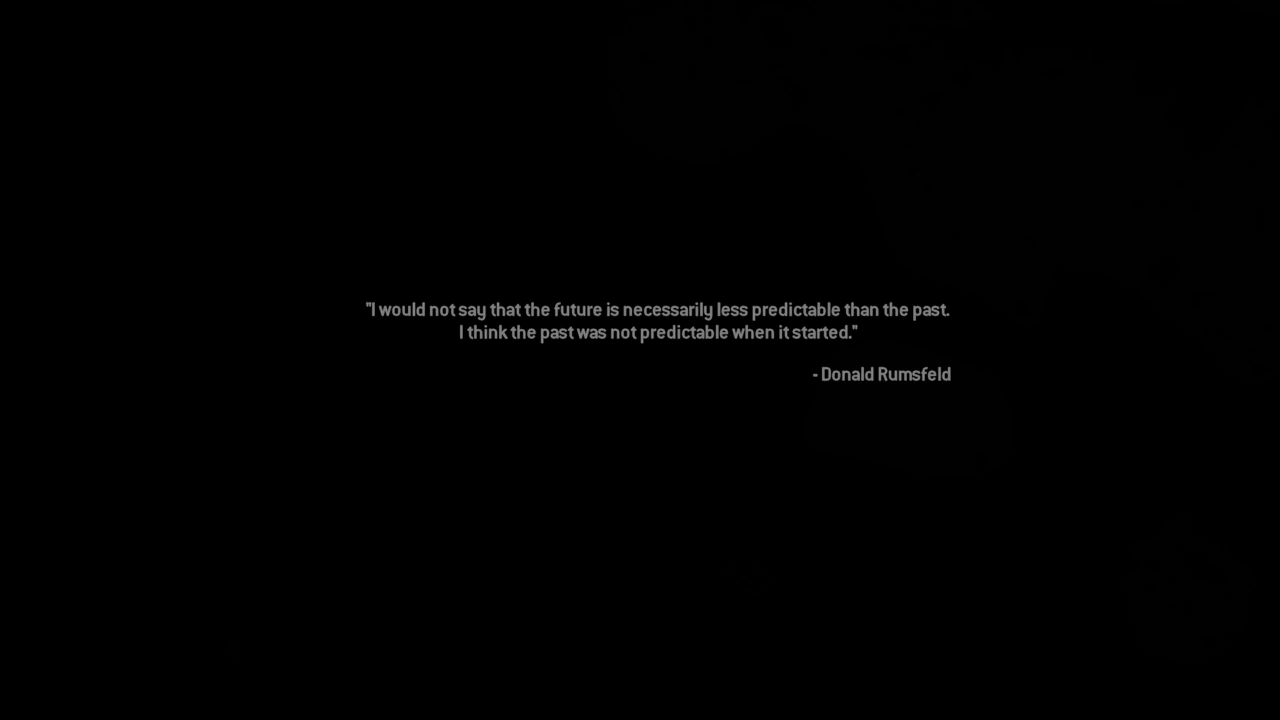 "I would not say that the future is necessarily less predictable than the past.
I think the past was not predictable when it started."
- Donald Rumsfeld